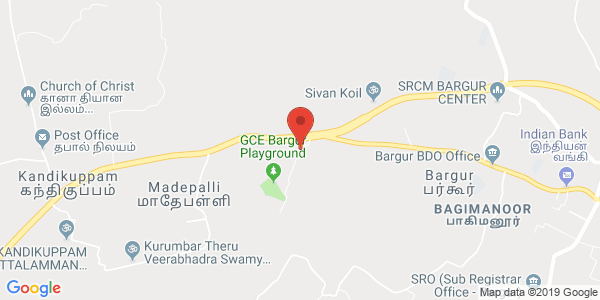 Church of Christ
கானா தியான
இல்லம்...
Sivan Koil
SRCM BARGUR
CENTER
Post Office
தபால் நிலையம்
GCE Bargur
Playground
Indian Bank
இந்தியன்
வங்கி
Bargur BDO Office
Kandikuppam
கந்திகுப்பம்
Madepalli
மாதேபள்ளி
Bargur
பர்கூர்
BAGIMANOOR
பாகிமனூர்
KANDIKUPPAM
TTALAMMAN...
Kurumbar Theru
Veerabhadra Swamy...
SRO (Sub Registrar
Office - ...
Google
Map data ©2019 Google